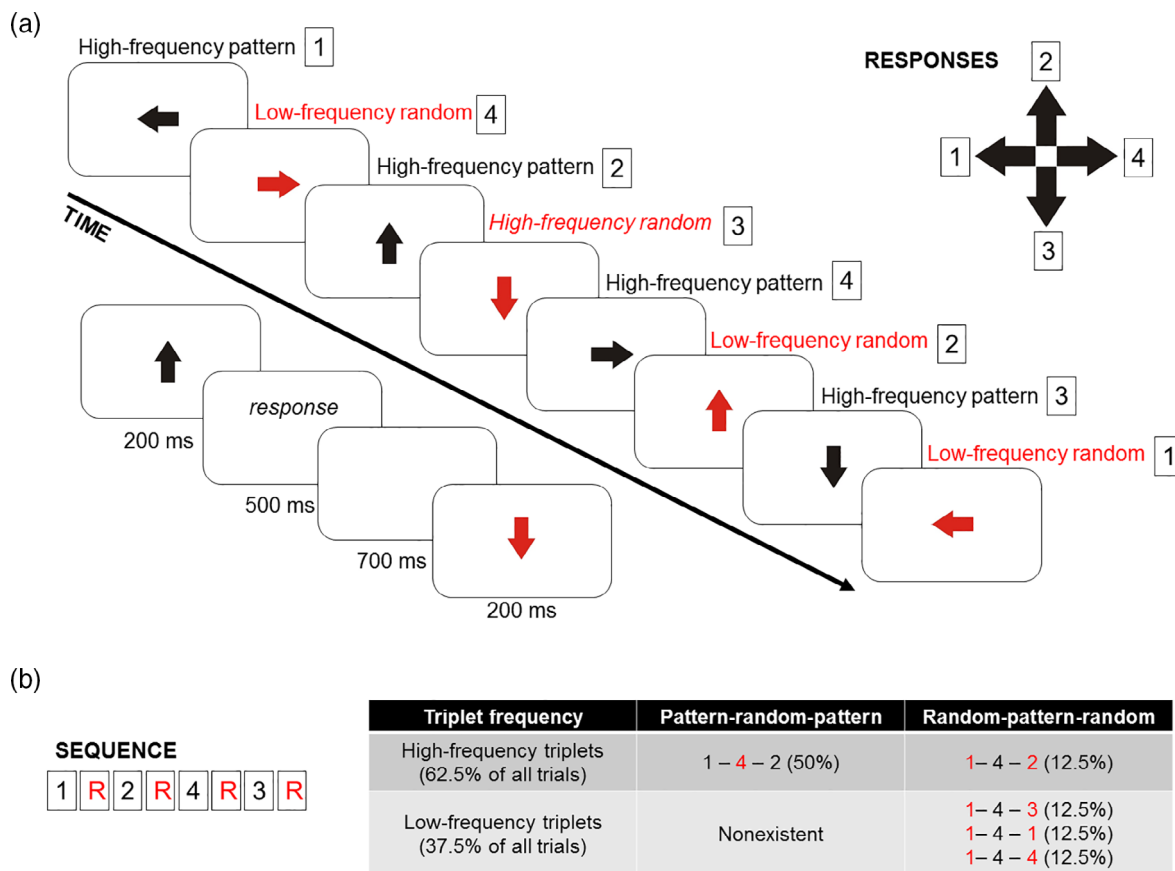 (a)
High-frequency pattern 1
Low-frequency random 4
High-frequency pattern 2
High-frequency random 3
High-frequency pattern 4
Low-frequency random 2
High-frequency pattern 3
Low-frequency random 1
RESPONSES
2
1
4
3
TIME
response
200 ms
500 ms
700 ms
200 ms
(b)
SEQUENCE
1 R 2 R 4 R 3 R
Triplet frequency Pattern-random-pattern Random-pattern-random
High-frequency triplets
(62.5% of all trials)
1 – 4 – 2 (50%)
1– 4 – 2 (12.5%)
Low-frequency triplets
(37.5% of all trials)
Nonexistent
1– 4 – 3 (12.5%)
1– 4 – 1 (12.5%)
1– 4 – 4 (12.5%)